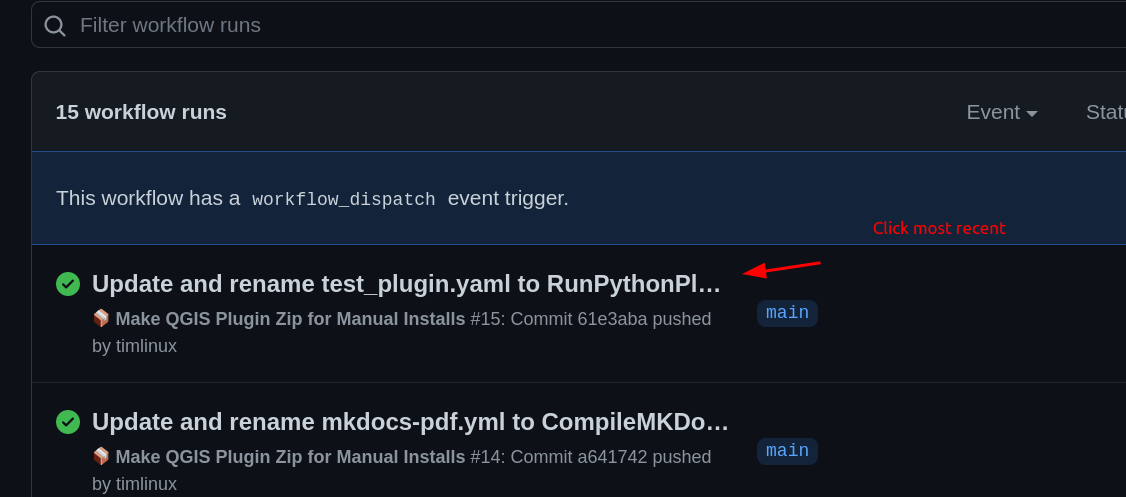 Filter workflow runs
15 workflow runs
Event
Statu
This workflow has a workflow_dispatch event trigger.
Click most recent
Update and rename test_plugin.yaml to RunPythonPl…
Make QGIS Plugin Zip for Manual Installs #15: Commit 61e3aba pushed
main
by timlinux
Update and rename mkdocs-pdf.yml to CompileMKDo…
Make QGIS Plugin Zip for Manual Installs #14: Commit a641742 pushed
main
by timlinux